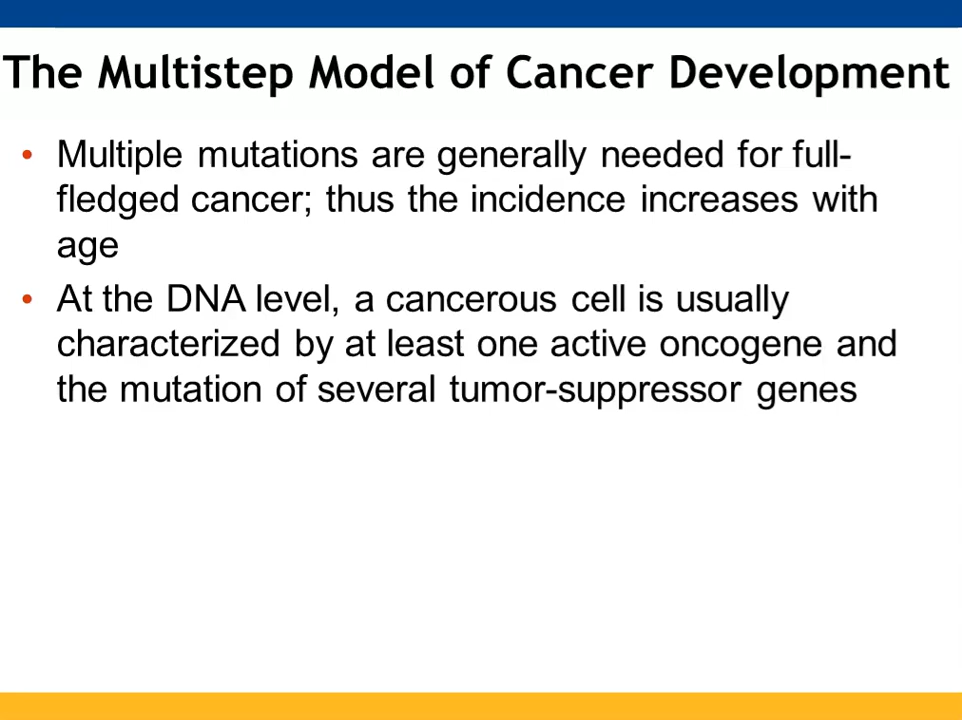 The Multistep Model of Cancer Development
• Multiple mutations are generally needed for full-
fledged cancer; thus the incidence increases with
age
• At the DNA level, a cancerous cell is usually
characterized by at least one active oncogene and
the mutation of several tumor-suppressor genes